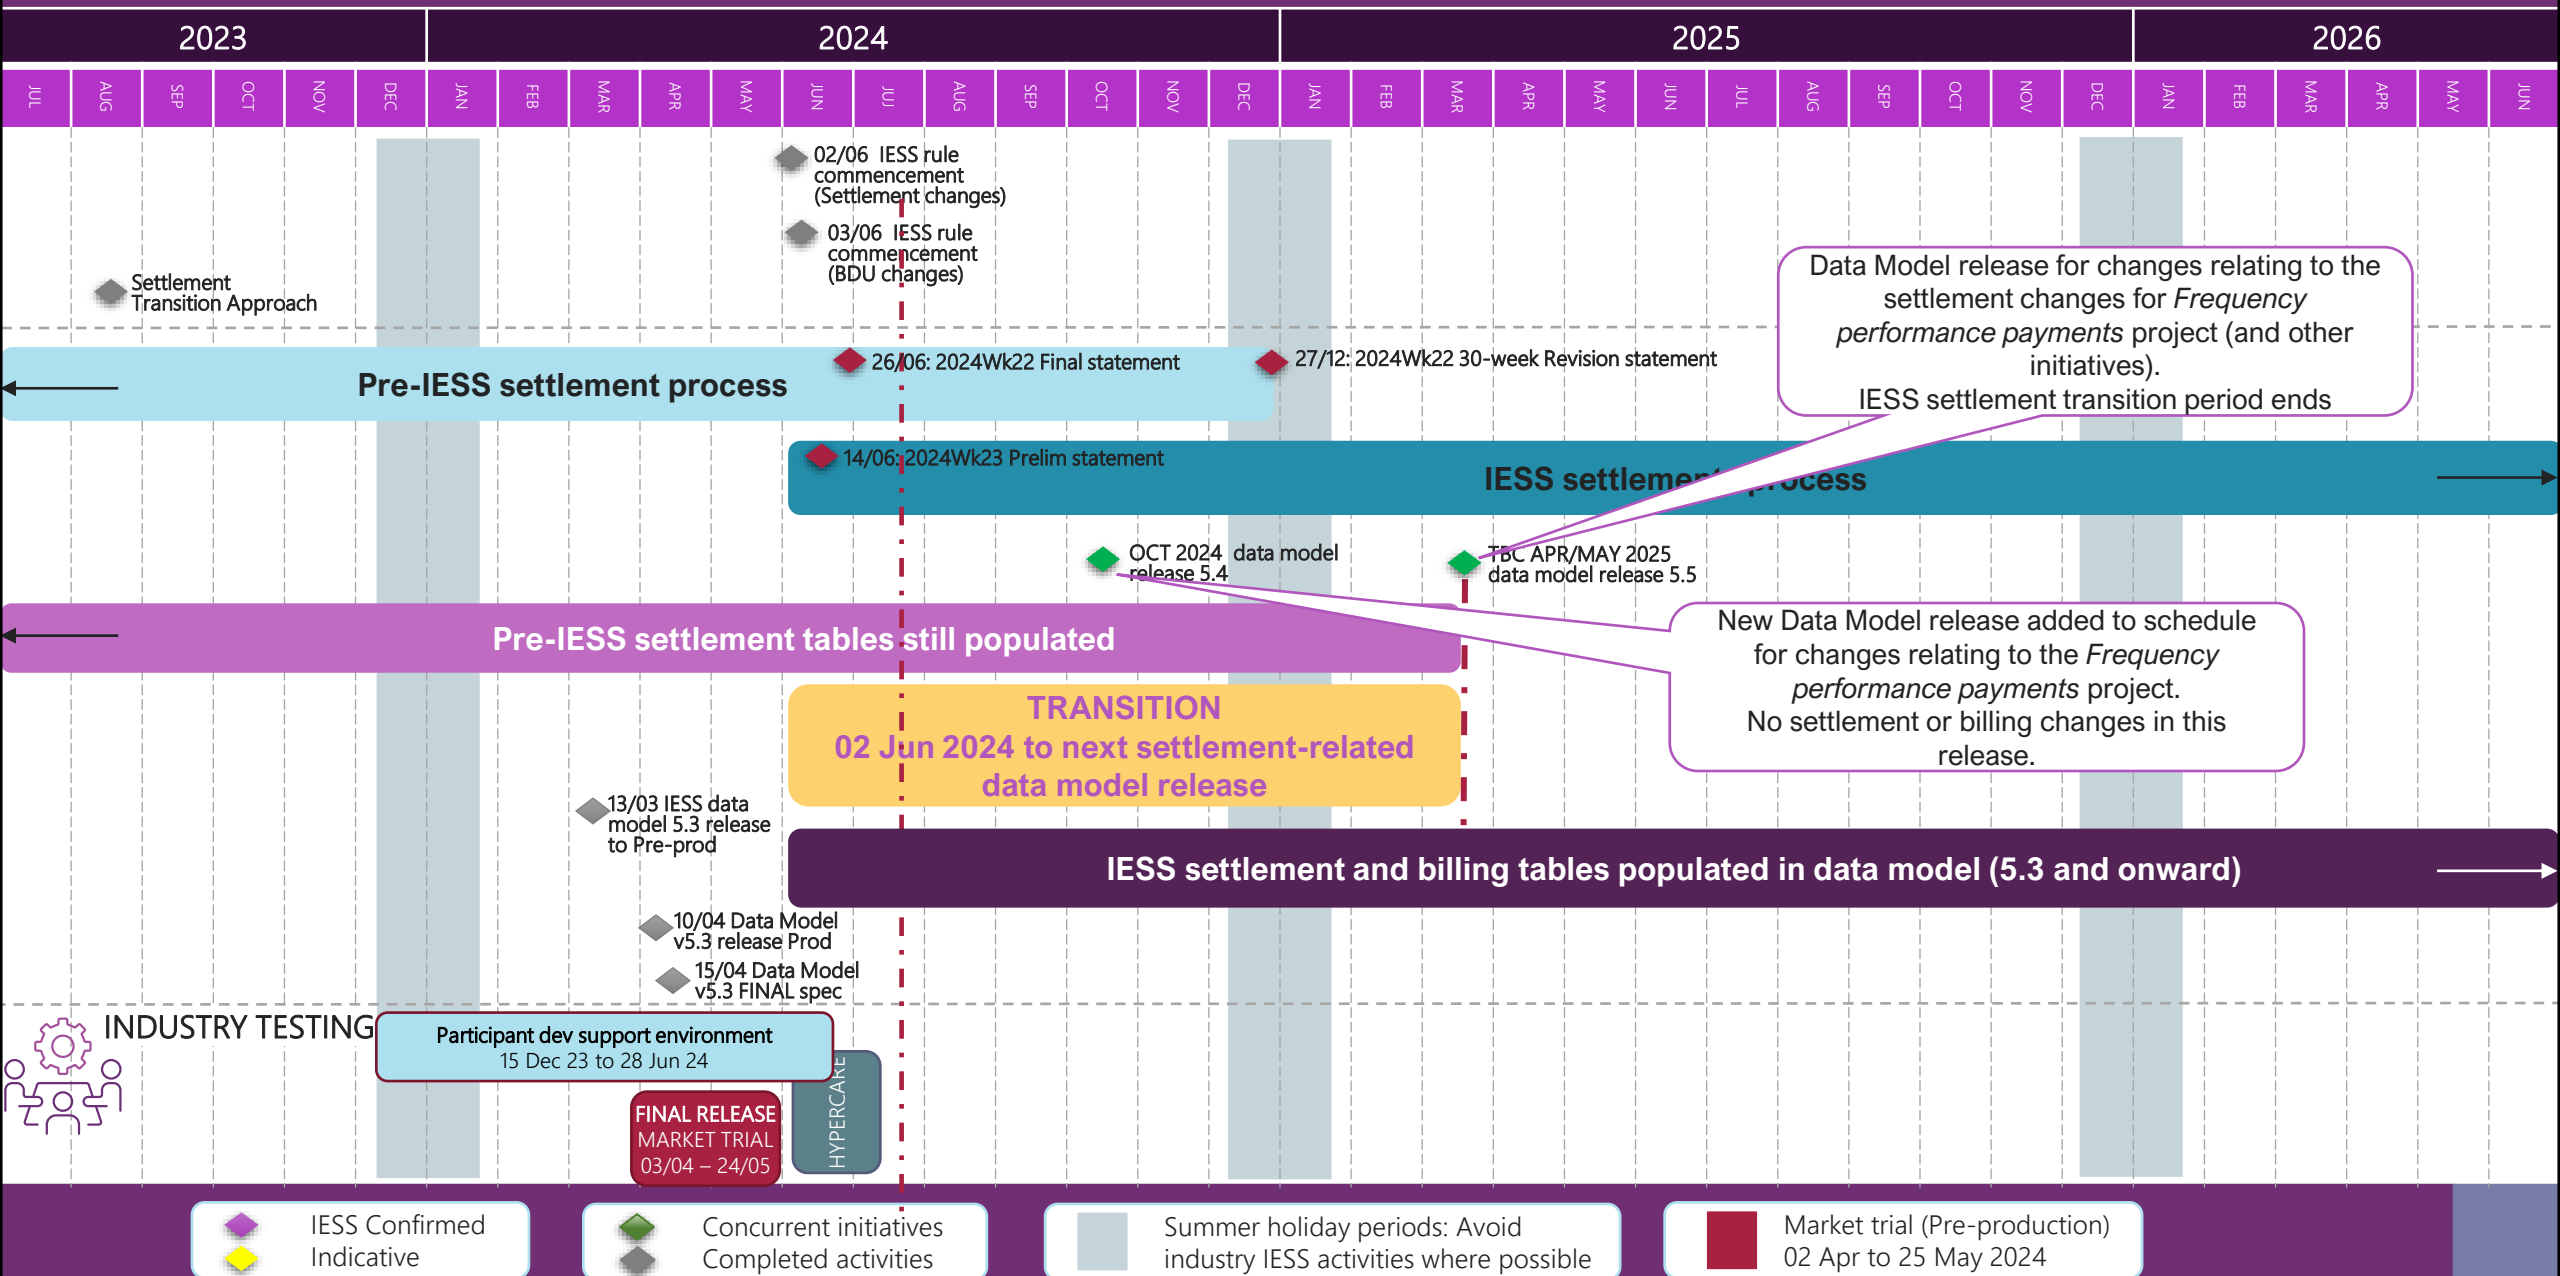 2023
2024
2025
2026
JUL
AUG
SEP
OCT
NOV
DEC
JAN
FEB
MAR
APR
MAY
JUN
JUJ
AUG
SEP
OCT
NOV
DEC
JAN
FEB
MAR
APR
MAY
JUN
JUL
AUG
SEP
OCT
NOV
DEC
JAN
FEB
MAR
APR
MAY
JUN
02/06 IESS rule
commencement
(Settlement changes)
03/06 IESS rule
commencement
(BDU changes)
Settlement
Transition Approach
Data Model release for changes relating to the
settlement changes for Frequency
performance payments project (and other
initiatives).
IESS settlement transition period ends
Pre-IESS settlement process
26/06: 2024Wk22 Final statement
27/12: 2024Wk22 30-week Revision statement
14/06: 2024Wk23 Prelim statement
IESS settlement process
OCT 2024 data model
release 5.4
TBC APR/MAY 2025
data model release 5.5
Pre-IESS settlement tables still populated
New Data Model release added to schedule
for changes relating to the Frequency
performance payments project.
No settlement or billing changes in this
release.
TRANSITION
02 Jun 2024 to next settlement-related
data model release
13/03 IESS data
model 5.3 release
to Pre-prod
IESS settlement and billing tables populated in data model (5.3 and onward)
10/04 Data Model
v5.3 release Prod
15/04 Data Model
v5.3 FINAL spec
INDUSTRY TESTING
Participant dev support environment
15 Dec 23 to 28 Jun 24
HYPERCARE
FINAL RELEASE
MARKET TRIAL
03/04 – 24/05
IESS Confirmed
Indicative
Concurrent initiatives
Completed activities
Summer holiday periods: Avoid
industry IESS activities where possible
Market trial (Pre-production)
02 Apr to 25 May 2024